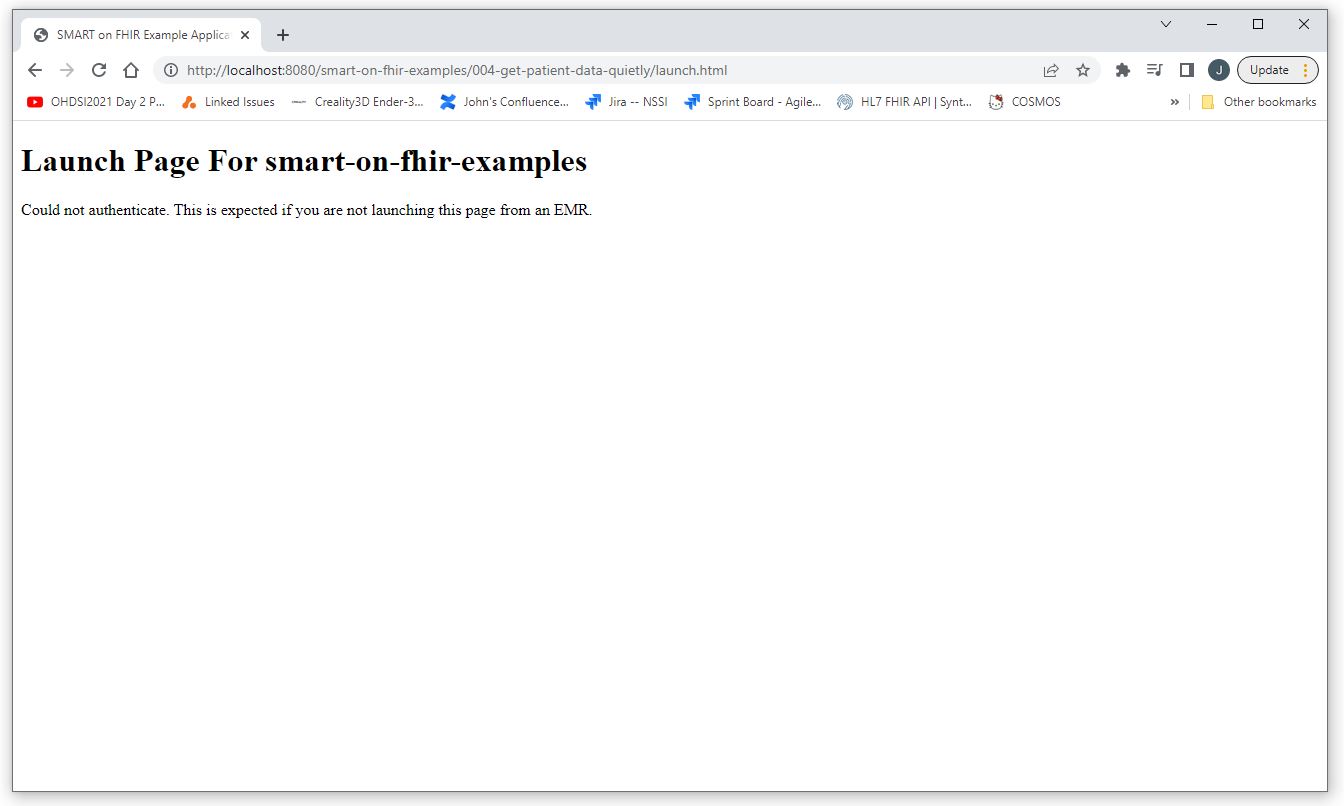 SMART on FHIR Example Applica
http://localhost:8080/smart-on-fhir-examples/004-get-patient-data-quietly/launch.html
J
Update
OHDSI2021 Day 2 P... Linked Issues Creality3D Ender-3... John's Confluence... Jira -- NSSI Sprint Board - Agile... HL7 FHIR API | Synt... COSMOS » Other bookmarks
Launch Page For smart-on-fhir-examples
Could not authenticate. This is expected if you are not launching this page from an EMR.